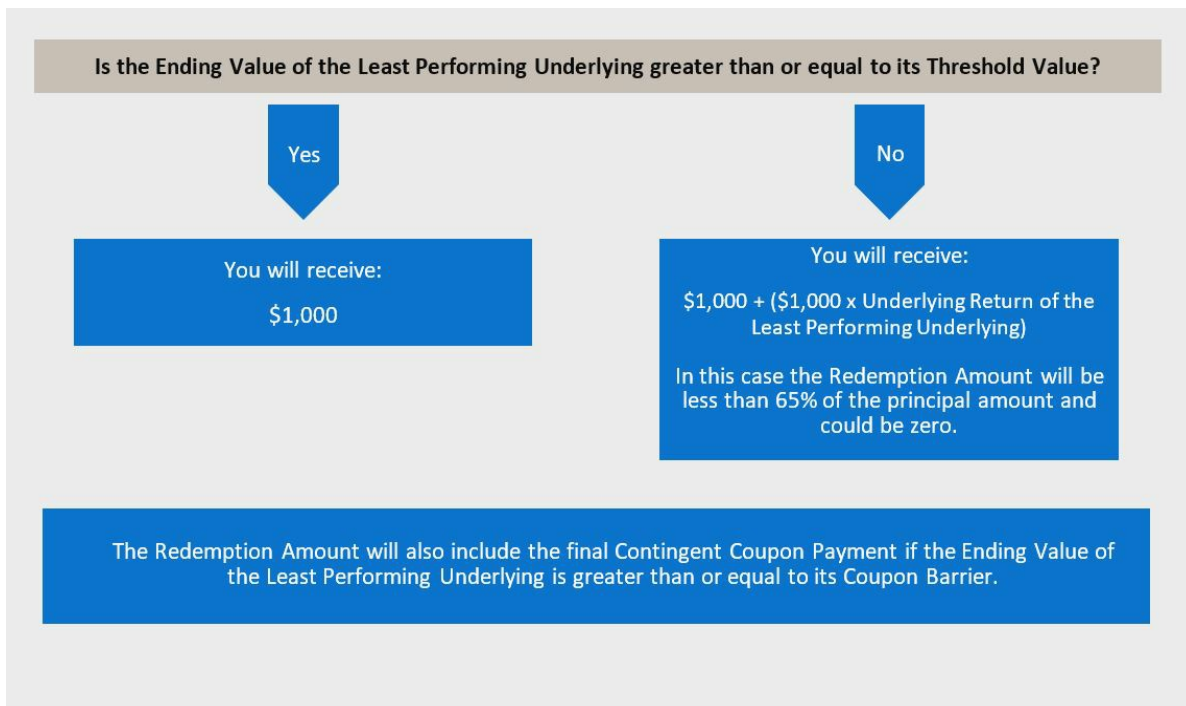 Is the Ending Value of the Least Performing Underlying greater than or equal to its Threshold Value?
Yes
No
You will receive:
$1,000
You will receive:
$1,000 + ($1,000 x Underlying Return of the
Least Performing Underlying)
In this case the Redemption Amount will be
less than 65% of the principal amount and
could be zero.
The Redemption Amount will also include the final Contingent Coupon Payment if the Ending Value of
the Least Performing Underlying is greater than or equal to its Coupon Barrier.